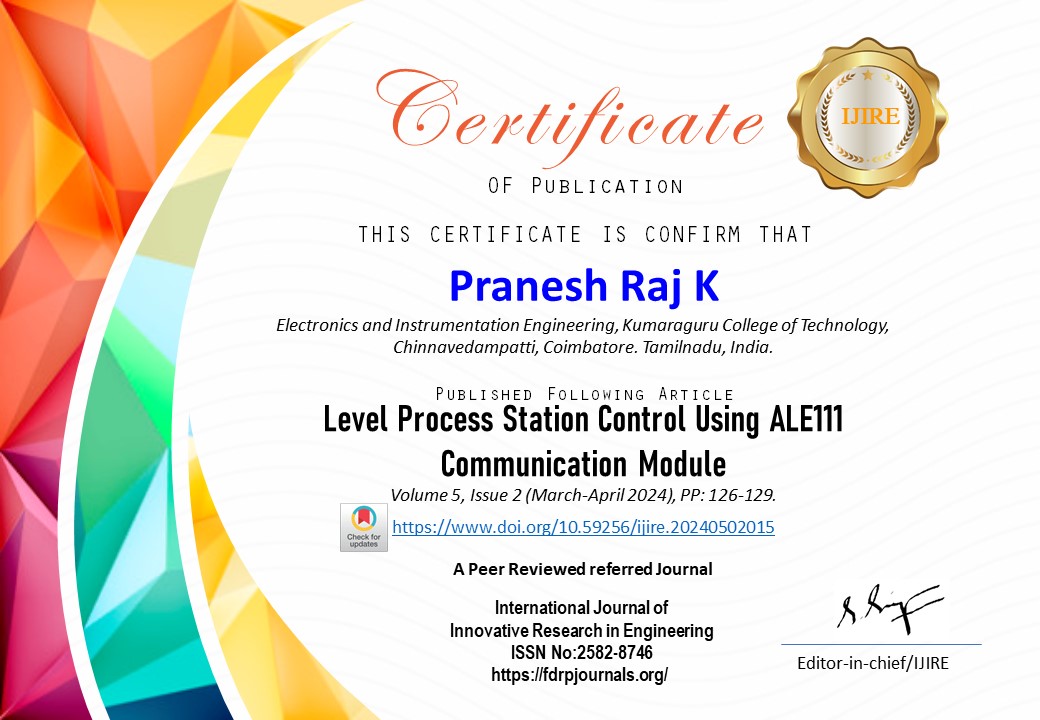 Certificate
IJIRE
OF PUBLICATION
THIS CERTIFICATE IS CONFIRM THAT
Pranesh Raj K
Electronics and Instrumentation Engineering, Kumaraguru College of Technology,
Chinnavedampatti, Coimbatore. Tamilnadu, India.
PUBLISHED FOLLOWING ARTICLE
Level Process Station Control Using ALE111
Communication Module
Volume 5, Issue 2 (March-April 2024), PP: 126-129.
Check for
updates
https://www.doi.org/10.59256/ijire.20240502015
A Peer Reviewed referred Journal
International Journal of
Innovative Research in Engineering
ISSN No:2582-8746
https://fdrpjournals.org/
Editor-in-chief/IJIRE